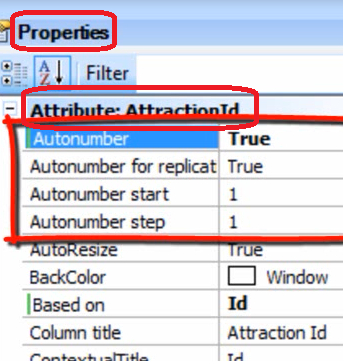 Properties
A Z Filter
Attribute: AttractionId
Autonumber True
Autonumber for replicat True
Autonumber start 1
Autonumber step 1
AutoResize True
BackColor Window
Based on Id
Column title Attraction Id
ContextualTitle Id